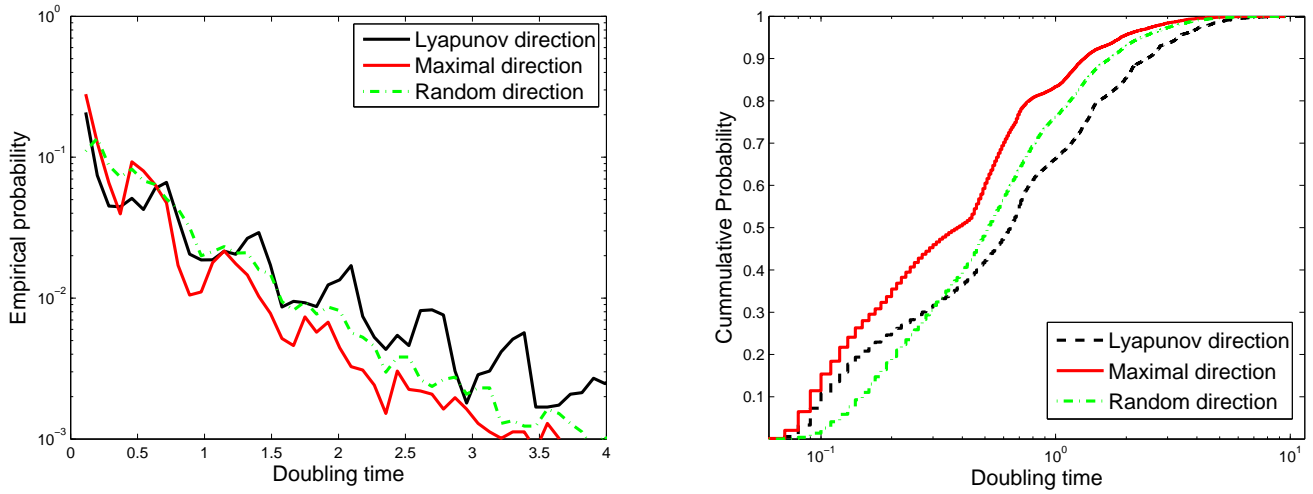 10^0
10^-1
10^-2
10^-3
Empirical probability
0 0.5 1 1.5 2 2.5 3 3.5 4
Doubling time
Lyapunov direction
Maximal direction
Random direction
1
0.9
0.8
0.7
0.6
0.5
0.4
0.3
0.2
0.1
Cummulative Probability
10^-1 10^0 10^1
Doubling time
Lyapunov direction
Maximal direction
Random direction